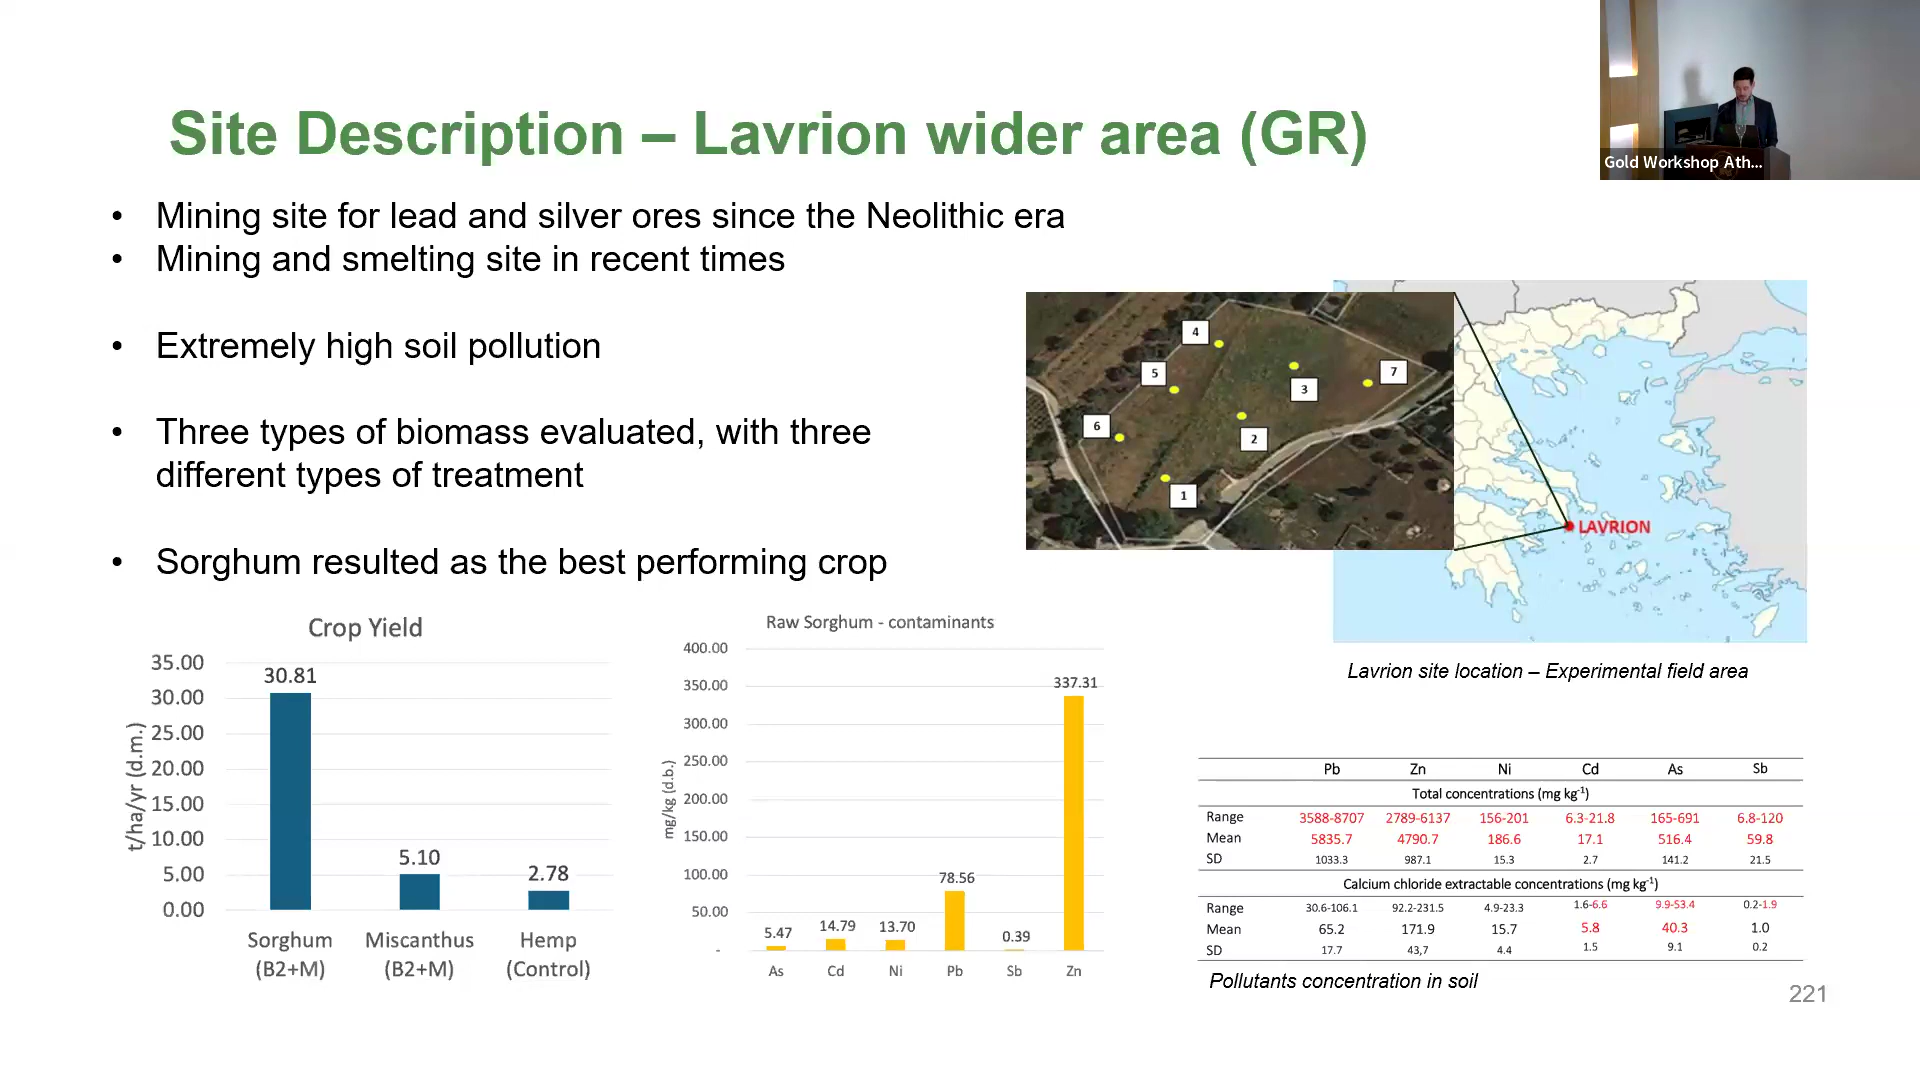 Site Description – Lavrion wider area (GR)
Gold Workshop Ath...
• Mining site for lead and silver ores since the Neolithic era
• Mining and smelting site in recent times
• Extremely high soil pollution
• Three types of biomass evaluated, with three
different types of treatment
• Sorghum resulted as the best performing crop
4
5
3
7
6
2
1
LAVRION
Lavrion site location – Experimental field area
Crop Yield
t/ha/yr (d.m.)
35.00
30.00
25.00
20.00
15.00
10.00
5.00
0.00
30.81
5.10
2.78
Sorghum
(B2+M)
Miscanthus
(B2+M)
Hemp
(Control)
Raw Sorghum - contaminants
mg/kg (d.b.)
400.00
350.00
300.00
250.00
200.00
150.00
100.00
50.00
-
5.47
14.79
13.70
78.56
0.39
337.31
As Cd Ni Pb Sb Zn
Pb Zn Ni Cd As Sb
Total concentrations (mg kg-1)
Range 3588-8707 2789-6137 156-201 6.3-21.8 165-691 6.8-120
Mean 5835.7 4790.7 186.6 17.1 516.4 59.8
SD 1033.3 987.1 15.3 2.7 141.2 21.5
Calcium chloride extractable concentrations (mg kg-1)
Range 30.6-106.1 92.2-231.5 4.9-23.3 1.6-6.6 9.9-53.4 0.2-1.9
Mean 65.2 171.9 15.7 5.8 40.3 1.0
SD 17.7 43,7 4.4 1.5 9.1 0.2
Pollutants concentration in soil
221